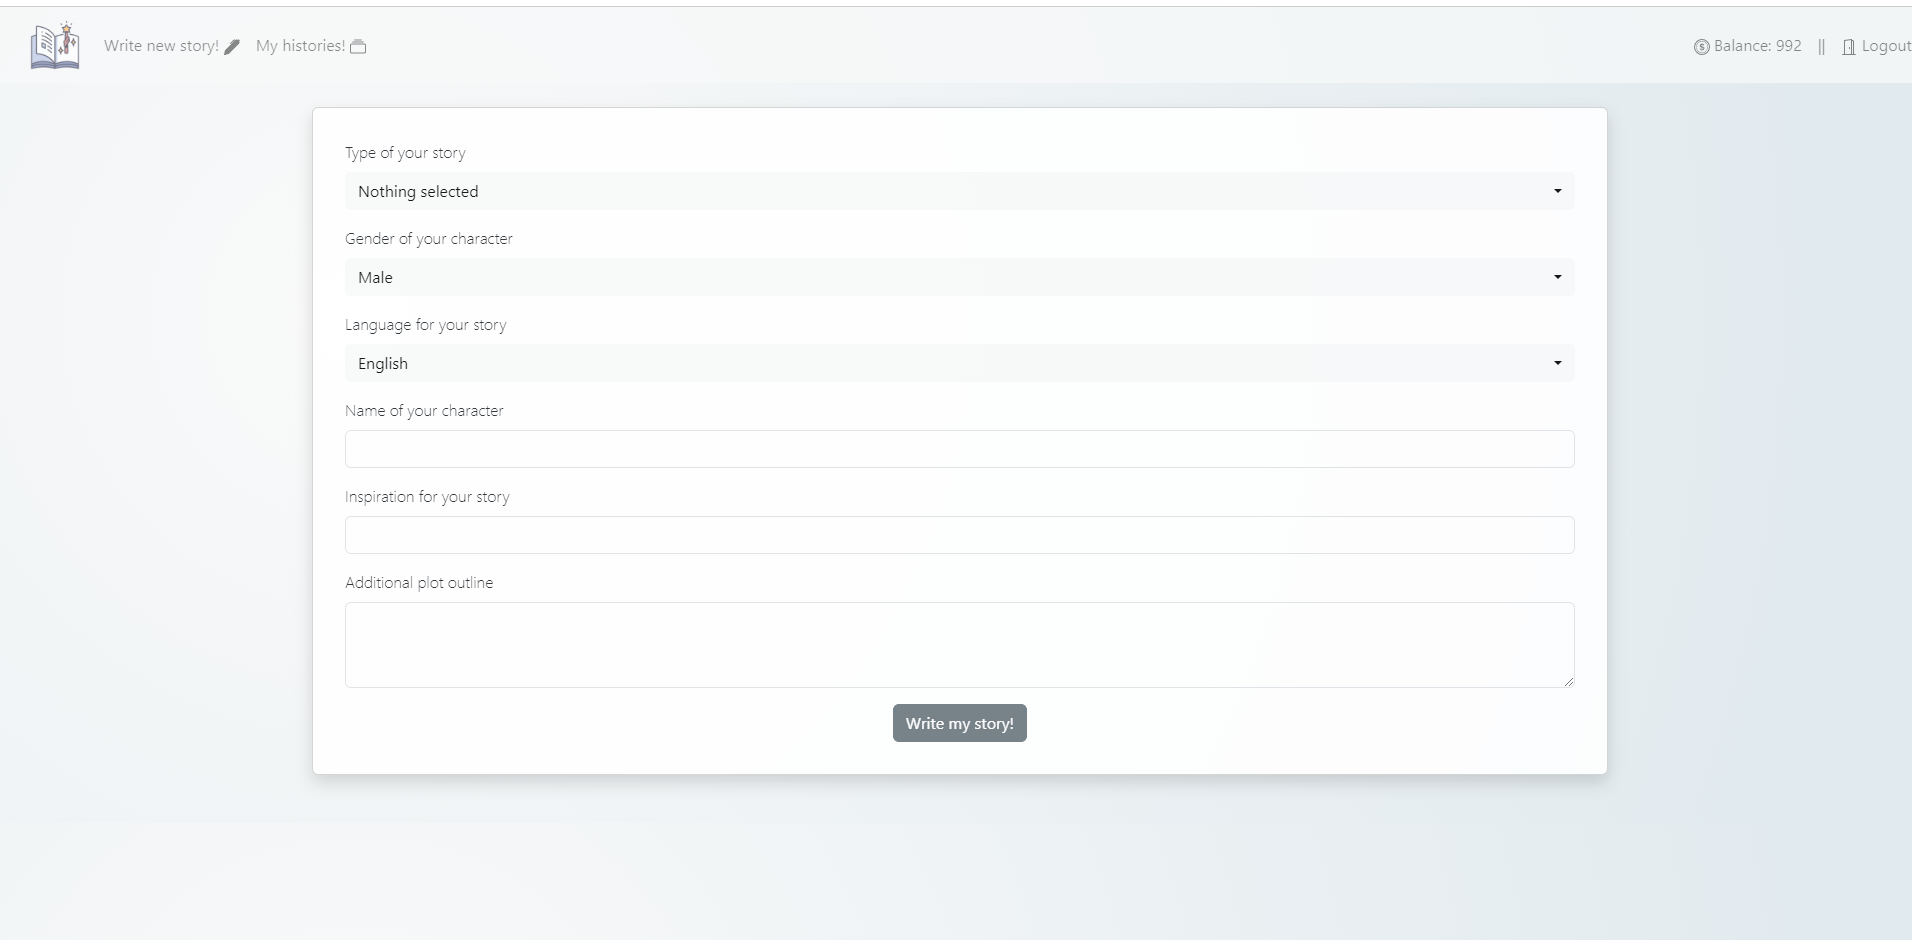 Write new story! My histories! Balance: 992 || Logout
Type of your story
Nothing selected
Gender of your character
Male
Language for your story
English
Name of your character
Inspiration for your story
Additional plot outline
Write my story!